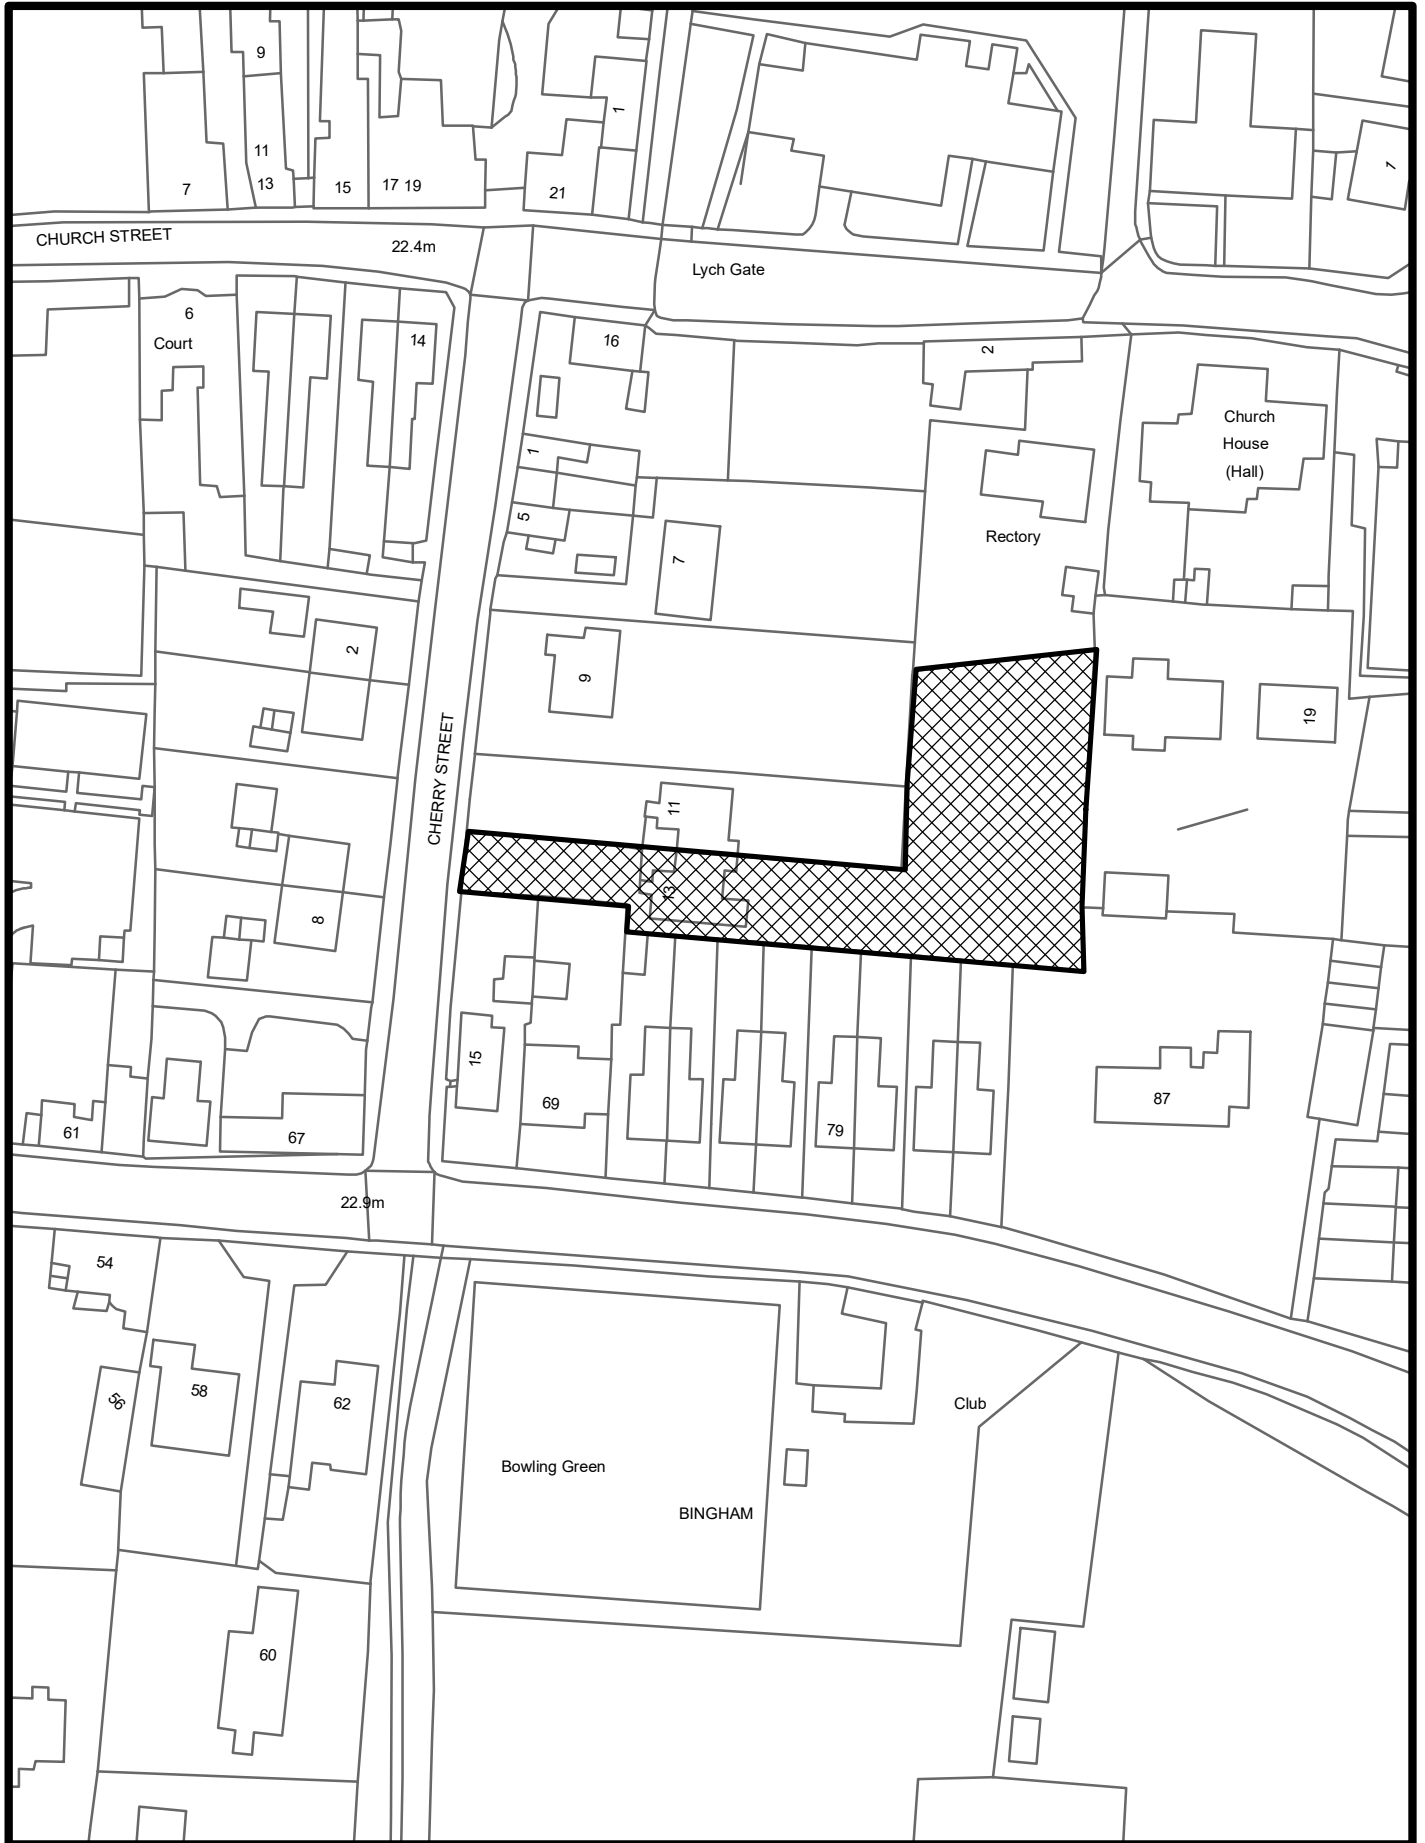 9
1
11
13
7
15
17 19
21
1
CHURCH STREET
22.4m
Lych Gate
6
Court
14
16
2
Church
House
(Hall)
1
5
Rectory
7
2
9
CHERRY STREET
19
11
13
8
15
69
79
87
61
67
22.9m
54
56
58
62
Club
Bowling Green
BINGHAM
60